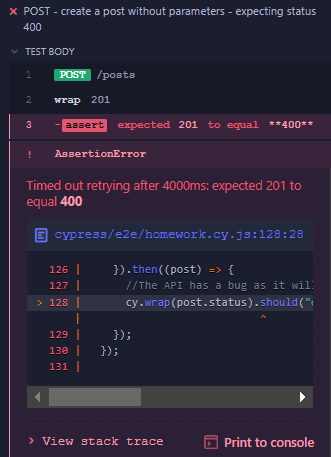 × POST - create a post without parameters - expecting status
400
TEST BODY
1 POST /posts
2 wrap 201
3 -assert expected 201 to equal **400**
! AssertionError
Timed out retrying after 4000ms: expected 201 to
equal 400
cypress/e2e/homework.cy.js:128:28
126 | }).then((post) => {
127 | //The API has a bug as it wil
> 128 | cy.wrap(post.status).should("
| ^
129 | });
130 | });
131 |
> View stack trace
Print to console